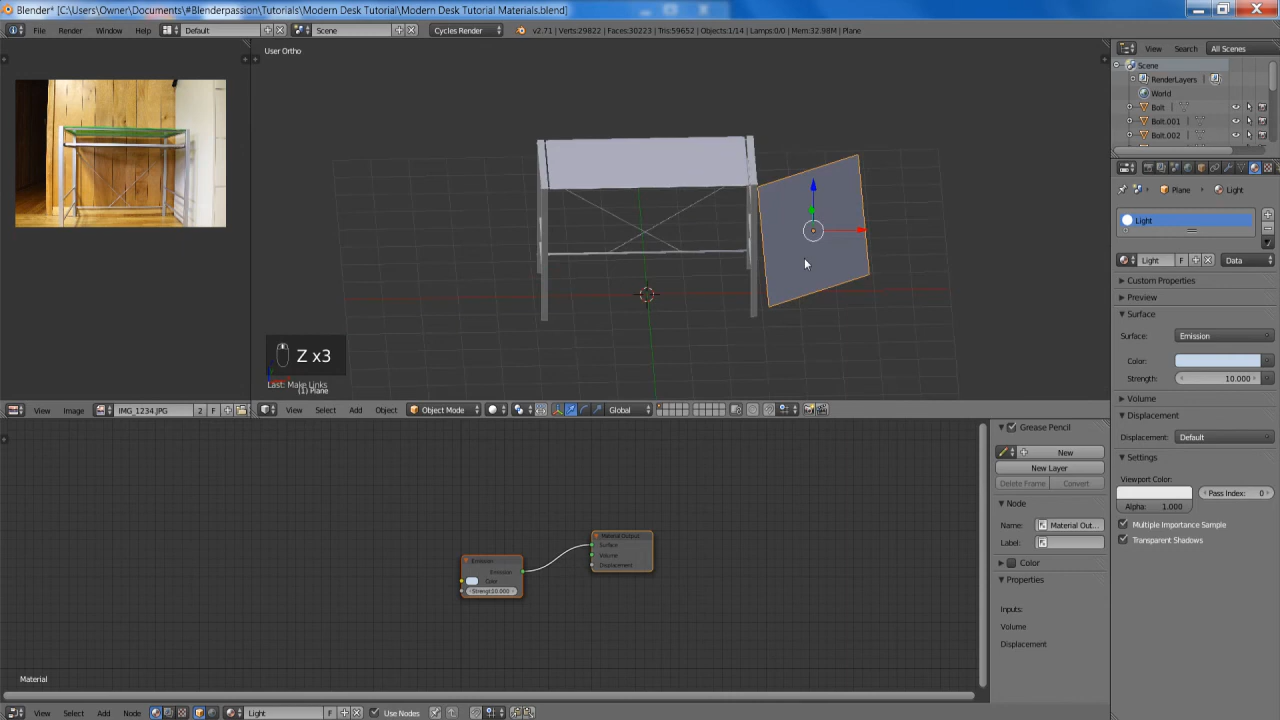 Blender* [C:\Users\Owner\Documents\#Blenderpassion\Tutorials\Modern Desk Tutorial\Modern Desk Tutorial Materials.blend]
File Render Window Help Default Scene Cycles Render v2.71 | Verts:29822 | Faces:30223 | Tris:59652 | Objects:1/14 | Lamps:0/0 | Mem:32.98M | Plane
View Search All Scenes
User Ortho
Scene
RenderLayers
World
Bolt
Bolt.001
Bolt.002
Plane Light
Light
Light F Data
Custom Properties
Preview
Surface
Surface: Emission
Color:
Strength: 10.000
Volume
Displacement
Displacement: Default
Settings
Viewport Color:
Pass Index: 0
Alpha: 1.000
Multiple Importance Sample
Transparent Shadows
Z x3
Last: Make Links
(1) Plane
View Image IMG_1234.JPG 2 F
View Select Add Object Object Mode Global
Grease Pencil
New
New Layer
Delete Frame Convert
Node
Name: Material Out...
Label:
Color
Properties
Inputs:
Volume
Displacement
Emission
Emission
Color
Strengt:10.000
Material Output
Surface
Volume
Displacement
Material
View Select Add Node Light F Use Nodes